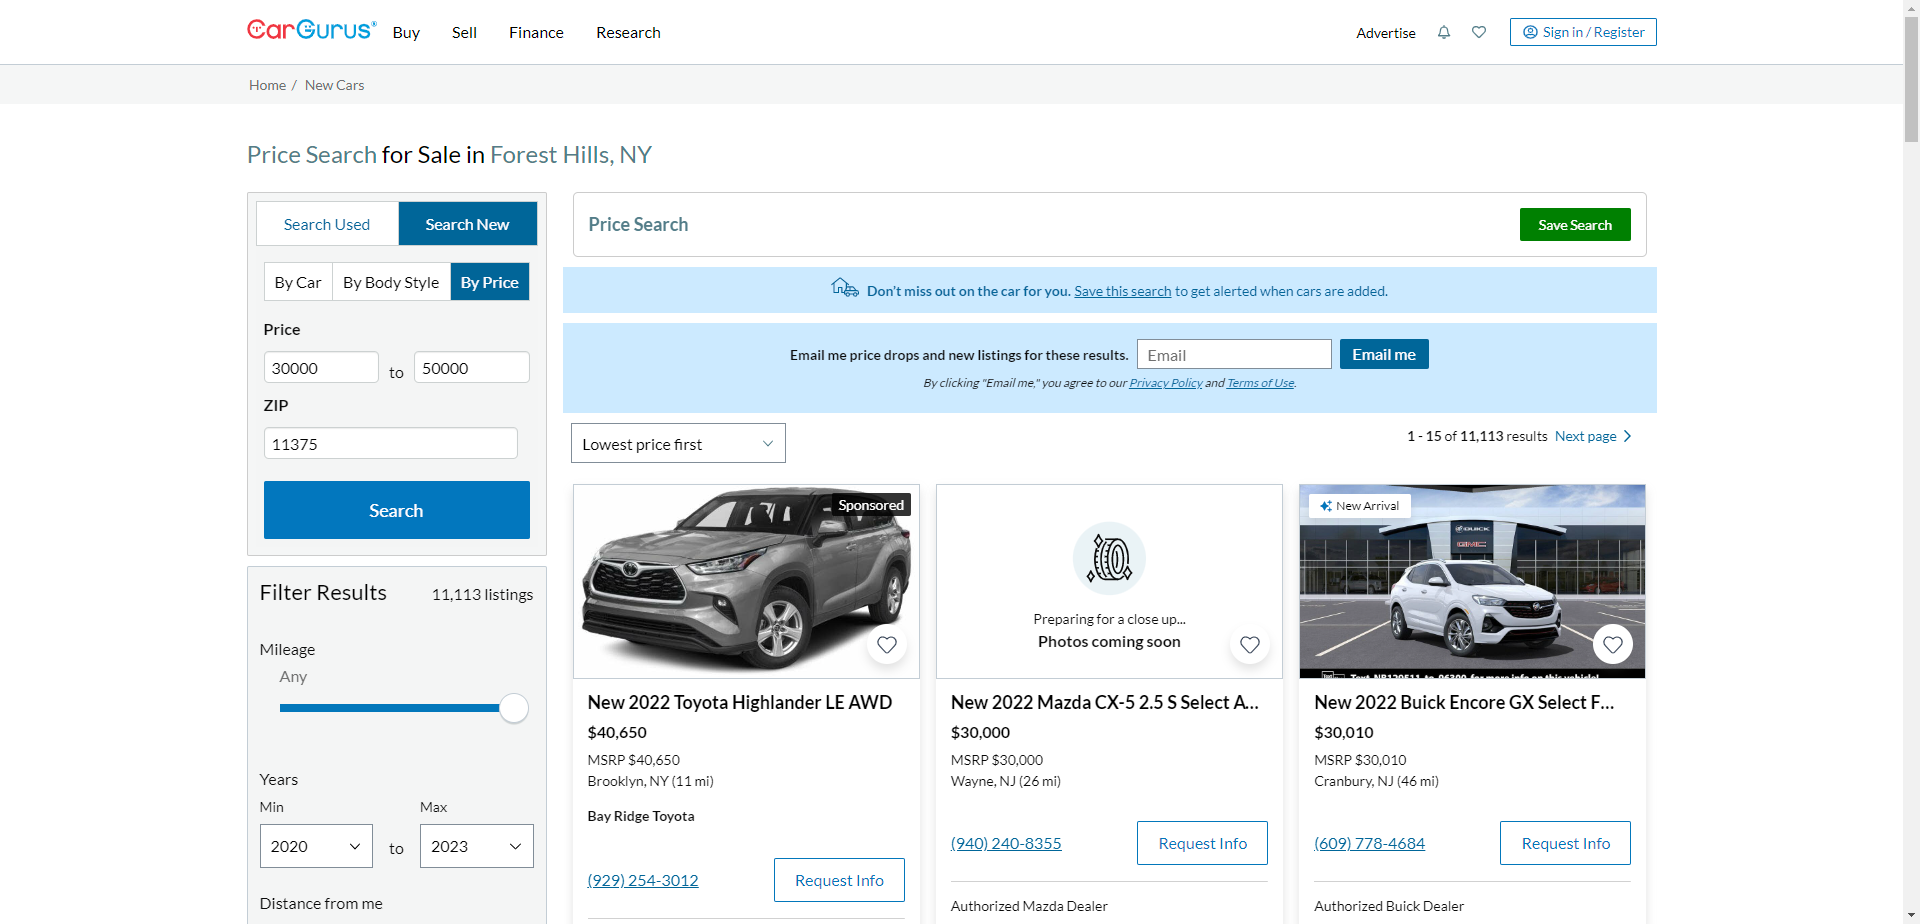 CarGurus
Buy
Sell
Finance
Research
Advertise
Sign in / Register
Home / New Cars
Price Search for Sale in Forest Hills, NY
Search Used
Search New
By Car
By Body Style
By Price
Price
30000
to
50000
ZIP
11375
Search
Filter Results
11,113 listings
Mileage
Any
Years
Min
Max
2020
to
2023
Distance from me
Price Search
Save Search
Don't miss out on the car for you. Save this search to get alerted when cars are added.
Email me price drops and new listings for these results.
Email
Email me
By clicking "Email me," you agree to our Privacy Policy and Terms of Use.
Lowest price first
1 - 15 of 11,113 results Next page
Sponsored
New 2022 Toyota Highlander LE AWD
$40,650
MSRP $40,650
Brooklyn, NY (11 mi)
Bay Ridge Toyota
(929) 254-3012
Request Info
Preparing for a close up...
Photos coming soon
New 2022 Mazda CX-5 2.5 S Select A...
$30,000
MSRP $30,000
Wayne, NJ (26 mi)
(940) 240-8355
Request Info
Authorized Mazda Dealer
New Arrival
BUICK
GMC
New 2022 Buick Encore GX Select F...
$30,010
MSRP $30,010
Cranbury, NJ (46 mi)
(609) 778-4684
Request Info
Authorized Buick Dealer